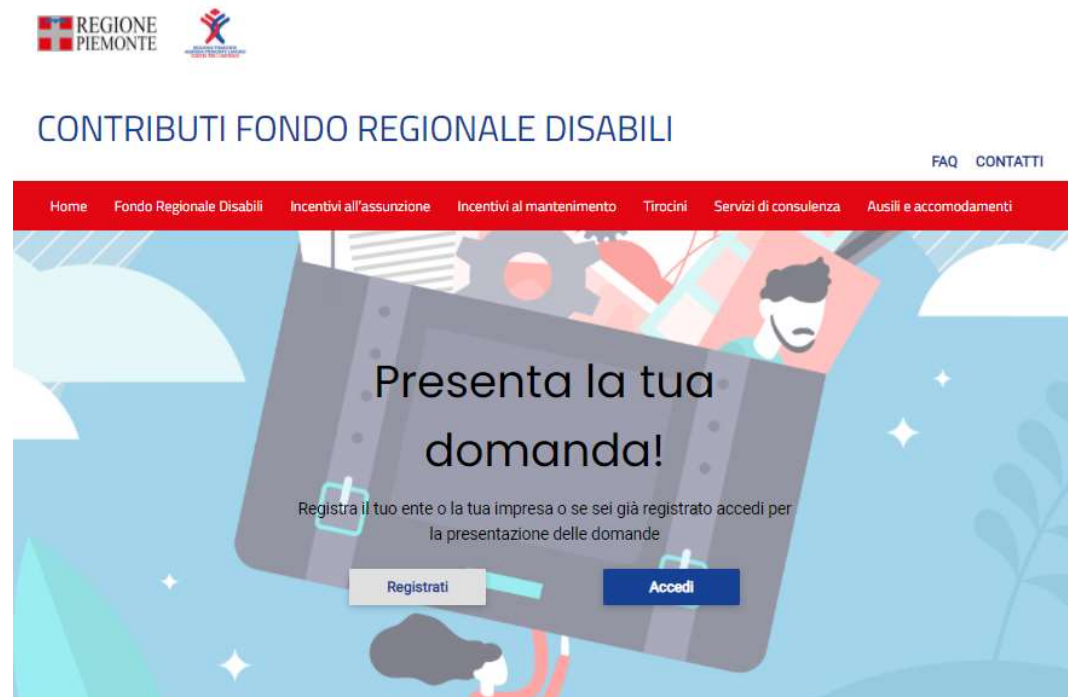 REGIONE
PIEMONTE
CONTRIBUTI FONDO REGIONALE DISABILI
FAQ CONTATTI
Home Fondo Regionale Disabili Incentivi all'assunzione Incentivi al mantenimento Tirocini Servizi di consulenza Ausili e accomodamenti
Presenta la tua
domanda!
Registra il tuo ente o la tua impresa o se sei già registrato accedi per
la presentazione delle domande
Registrati Accedi